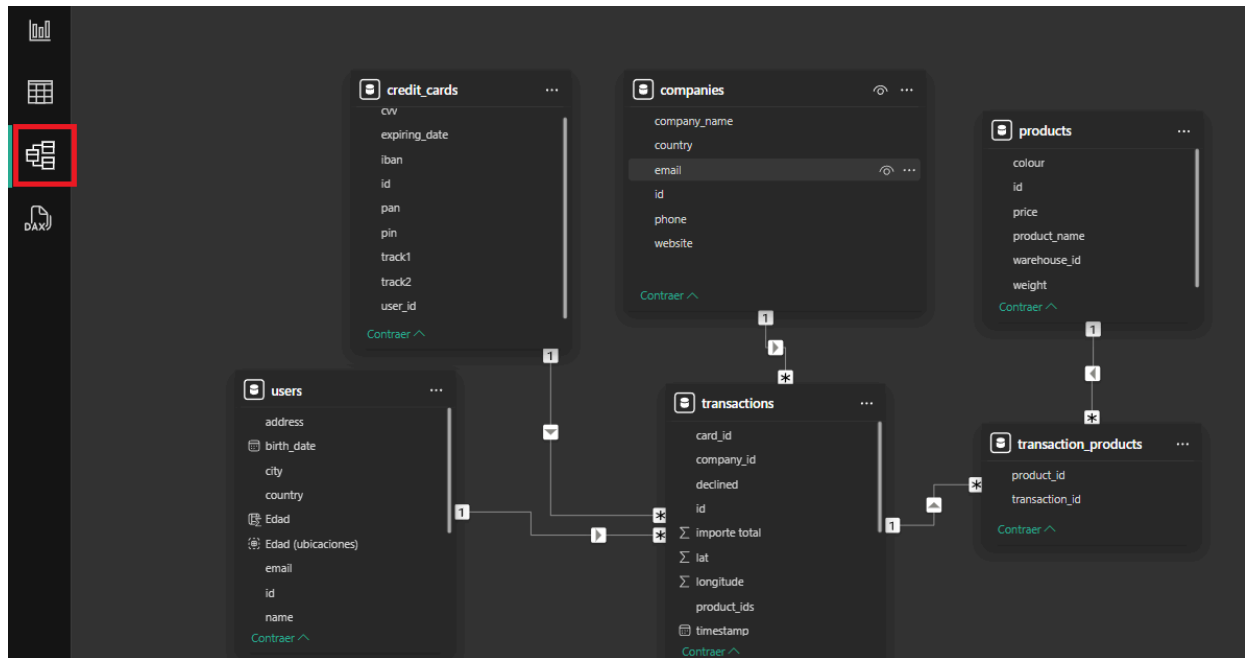 DAX
credit_cards
...
cvv
expiring_date
iban
id
pan
pin
track1
track2
user_id
Contraer
1
companies
...
company_name
country
email
...
id
phone
website
Contraer
1
*
products
...
colour
id
price
product_name
warehouse_id
weight
Contraer
1
*
users
...
address
birth_date
city
country
Edad
Edad (ubicaciones)
email
id
name
Contraer
1
*
*
transactions
...
card_id
company_id
declined
id
∑ importe total
∑ lat
∑ longitude
product_ids
timestamp
Contraer
1
*
transaction_products
...
product_id
transaction_id
Contraer